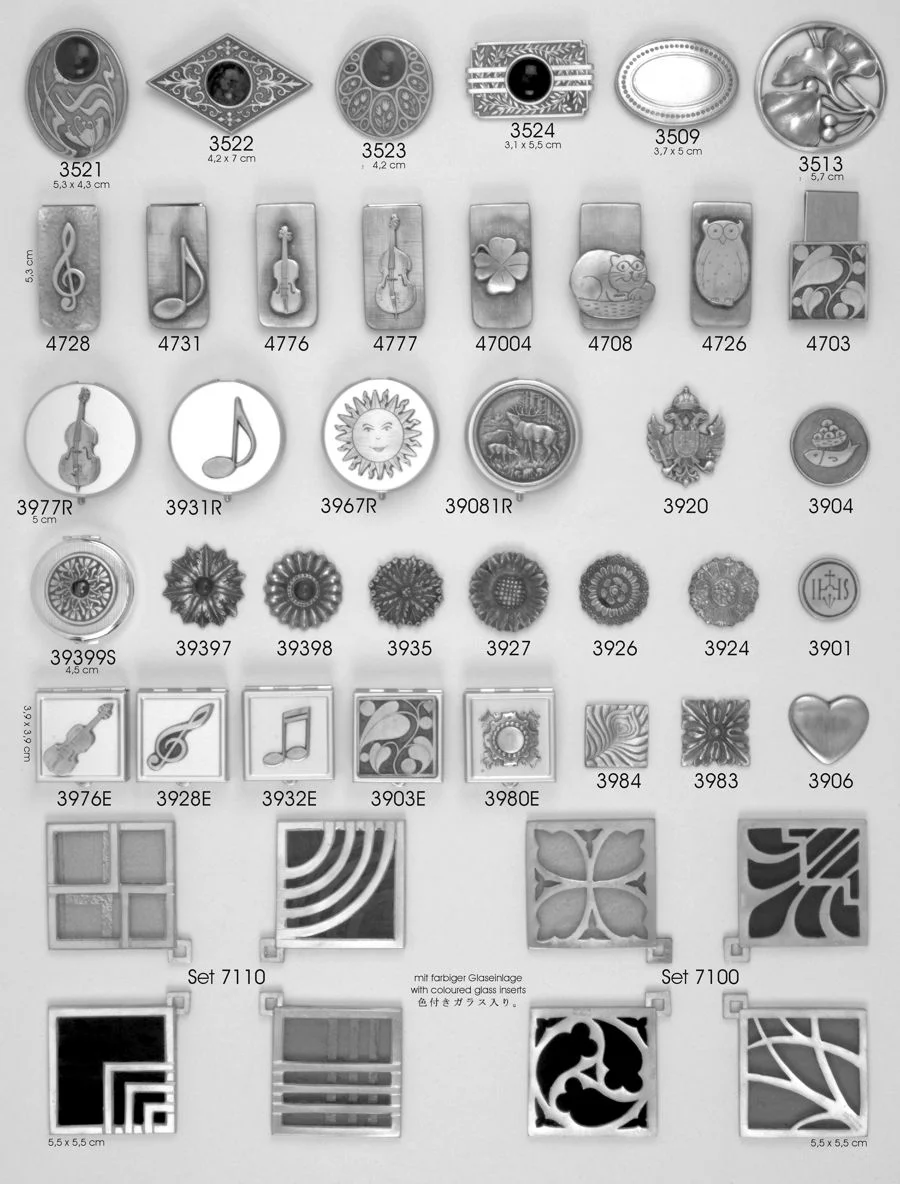 3521
5,3 x 4,3 cm
3522
4,2 x 7 cm
3523
4,2 cm
3524
3,1 x 5,5 cm
3509
3,7 x 5 cm
3513
5,7 cm
5,3 cm
4728
4731
4776
4777
47004
4708
4726
4703
3977R
5 cm
3931R
3967R
39081R
3920
3904
39399S
4,5 cm
39397
39398
3935
3927
3926
3924
IHS
3901
3,9 x 3,9 cm
3976E
3928E
3932E
3903E
3980E
3984
3983
3906
Set 7110
mit farbiger Glaseinlage
with coloured glass inserts
色付きガラス入り。
Set 7100
5,5 x 5,5 cm
5,5 x 5,5 cm